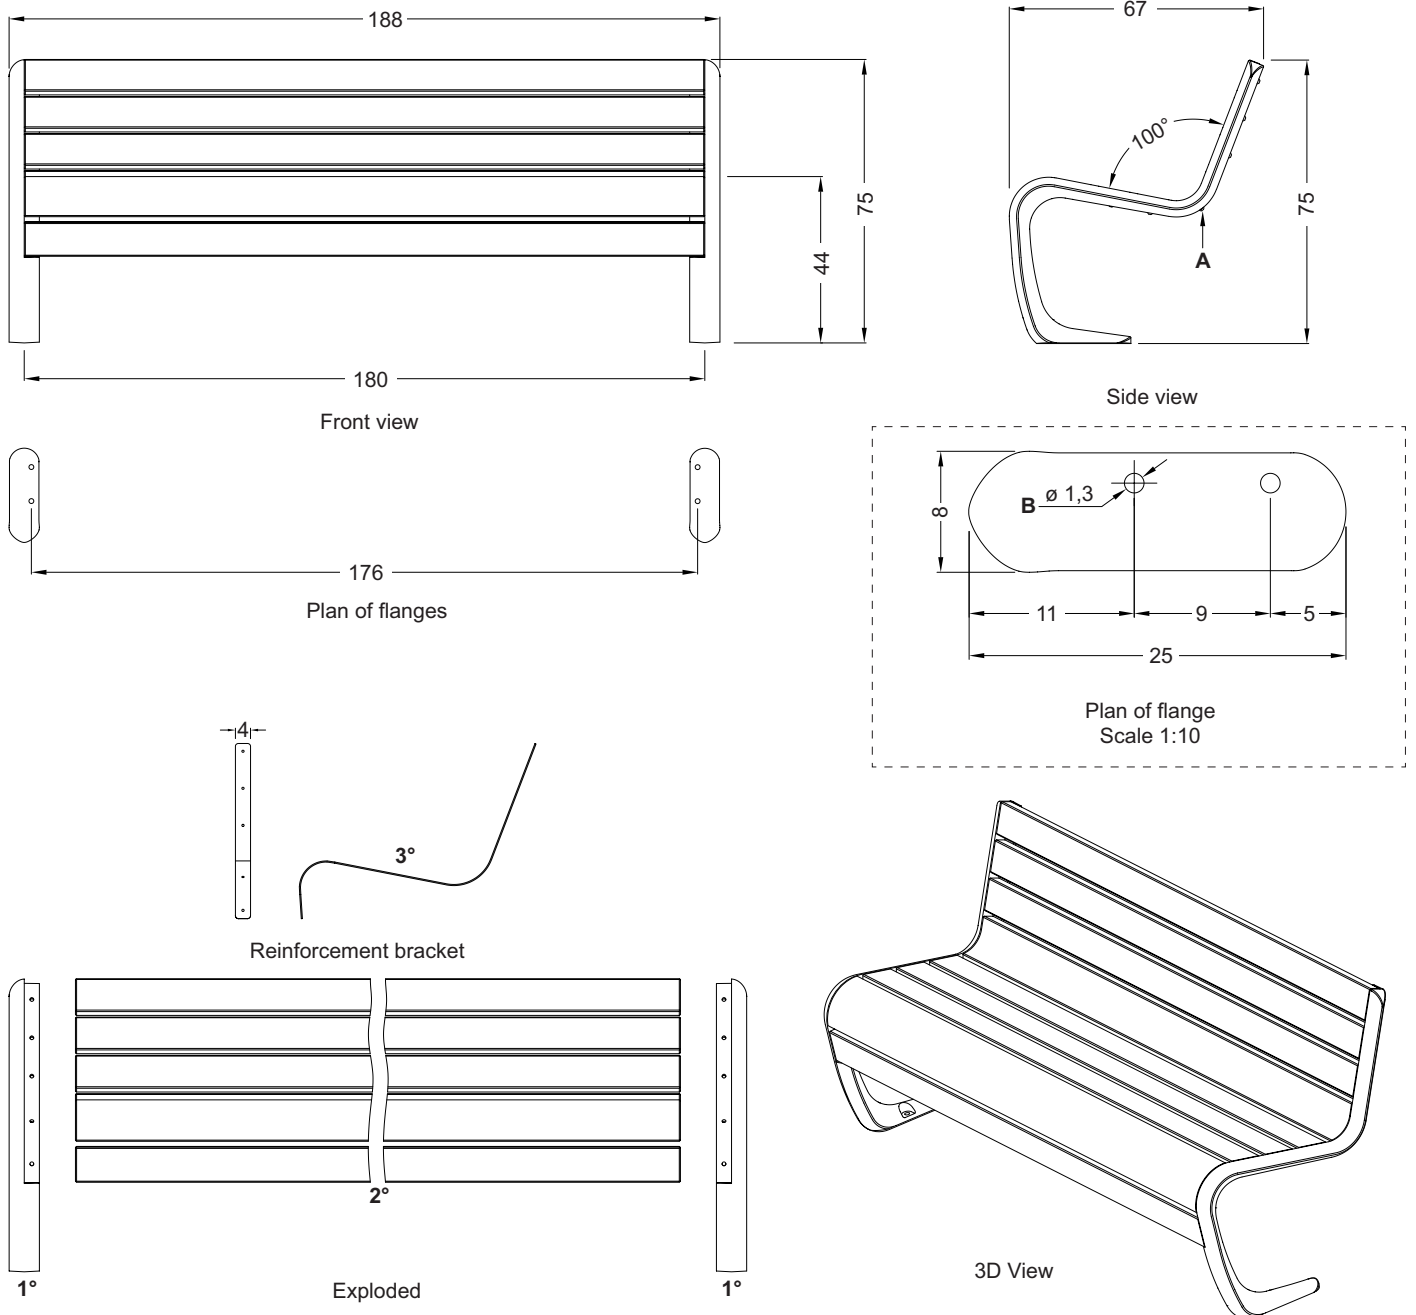 188
67
100°
75
75
44
A
180
Front view
Side view
8
B ø 1,3
11
9
5
25
176
Plan of flanges
Plan of flange
Scale 1:10
4
3°
Reinforcement bracket
2°
1°
Exploded
1°
3D View